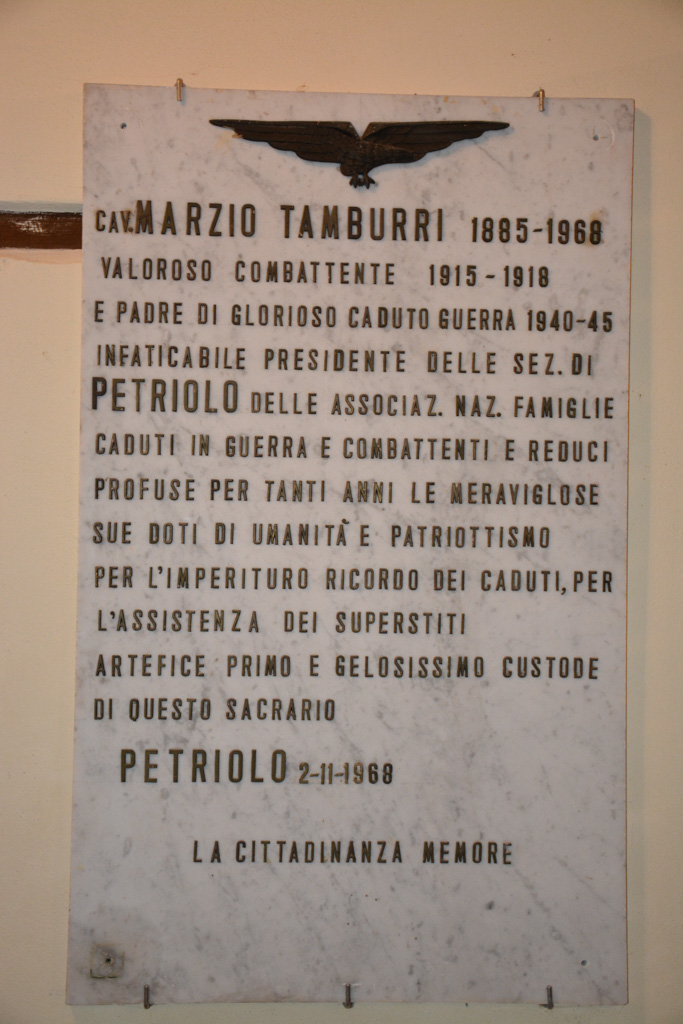 CAV. MARZIO TAMBURRI 1885-1968
VALOROSO COMBATTENTE 1915-1918
E PADRE DI GLORIOSO CADUTO GUERRA 1940-45
INFATICABILE PRESIDENTE DELLE SEZ. DI
PETRIOLO DELLE ASSOCIAZ. NAZ. FAMIGLIE
CADUTI IN GUERRA E COMBATTENTI E REDUCI
PROFUSE PER TANTI ANNI LE MERAVIGLOSE
SUE DOTI DI UMANITÀ E PATRIOTTISMO
PER L'IMPERITURO RICORDO DEI CADUTI, PER
L'ASSISTENZA DEI SUPERSTITI
ARTEFICE PRIMO E GELOSISSIMO CUSTODE
DI QUESTO SACRARIO
PETRIOLO 2-11-1968
LA CITTADINANZA MEMORE